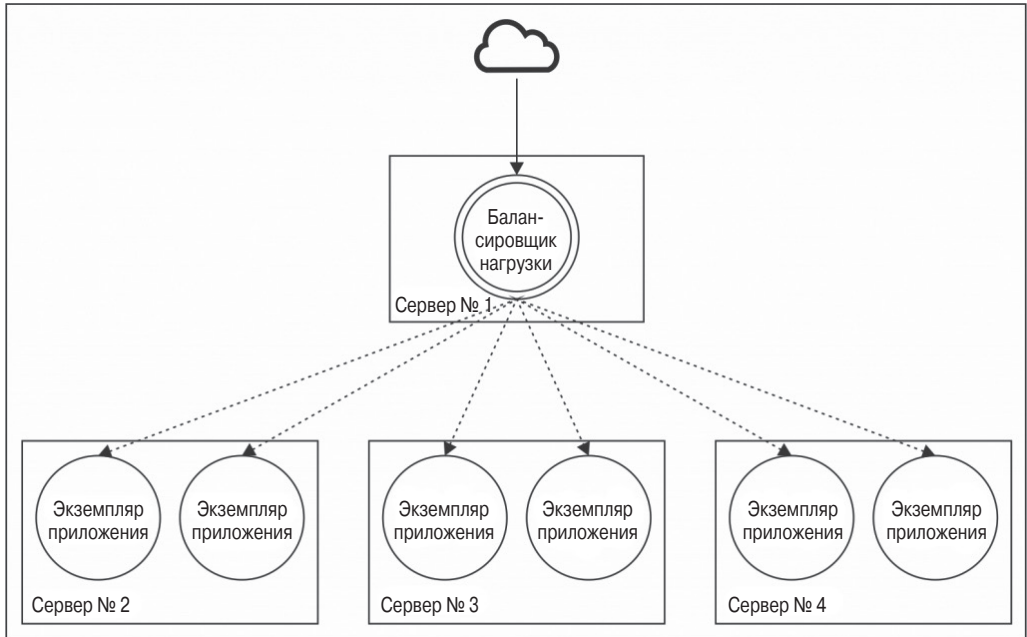 Балан-
сировщик
нагрузки
Сервер № 1
Экземпляр
приложения
Экземпляр
приложения
Сервер № 2
Экземпляр
приложения
Экземпляр
приложения
Сервер № 3
Экземпляр
приложения
Экземпляр
приложения
Сервер № 4